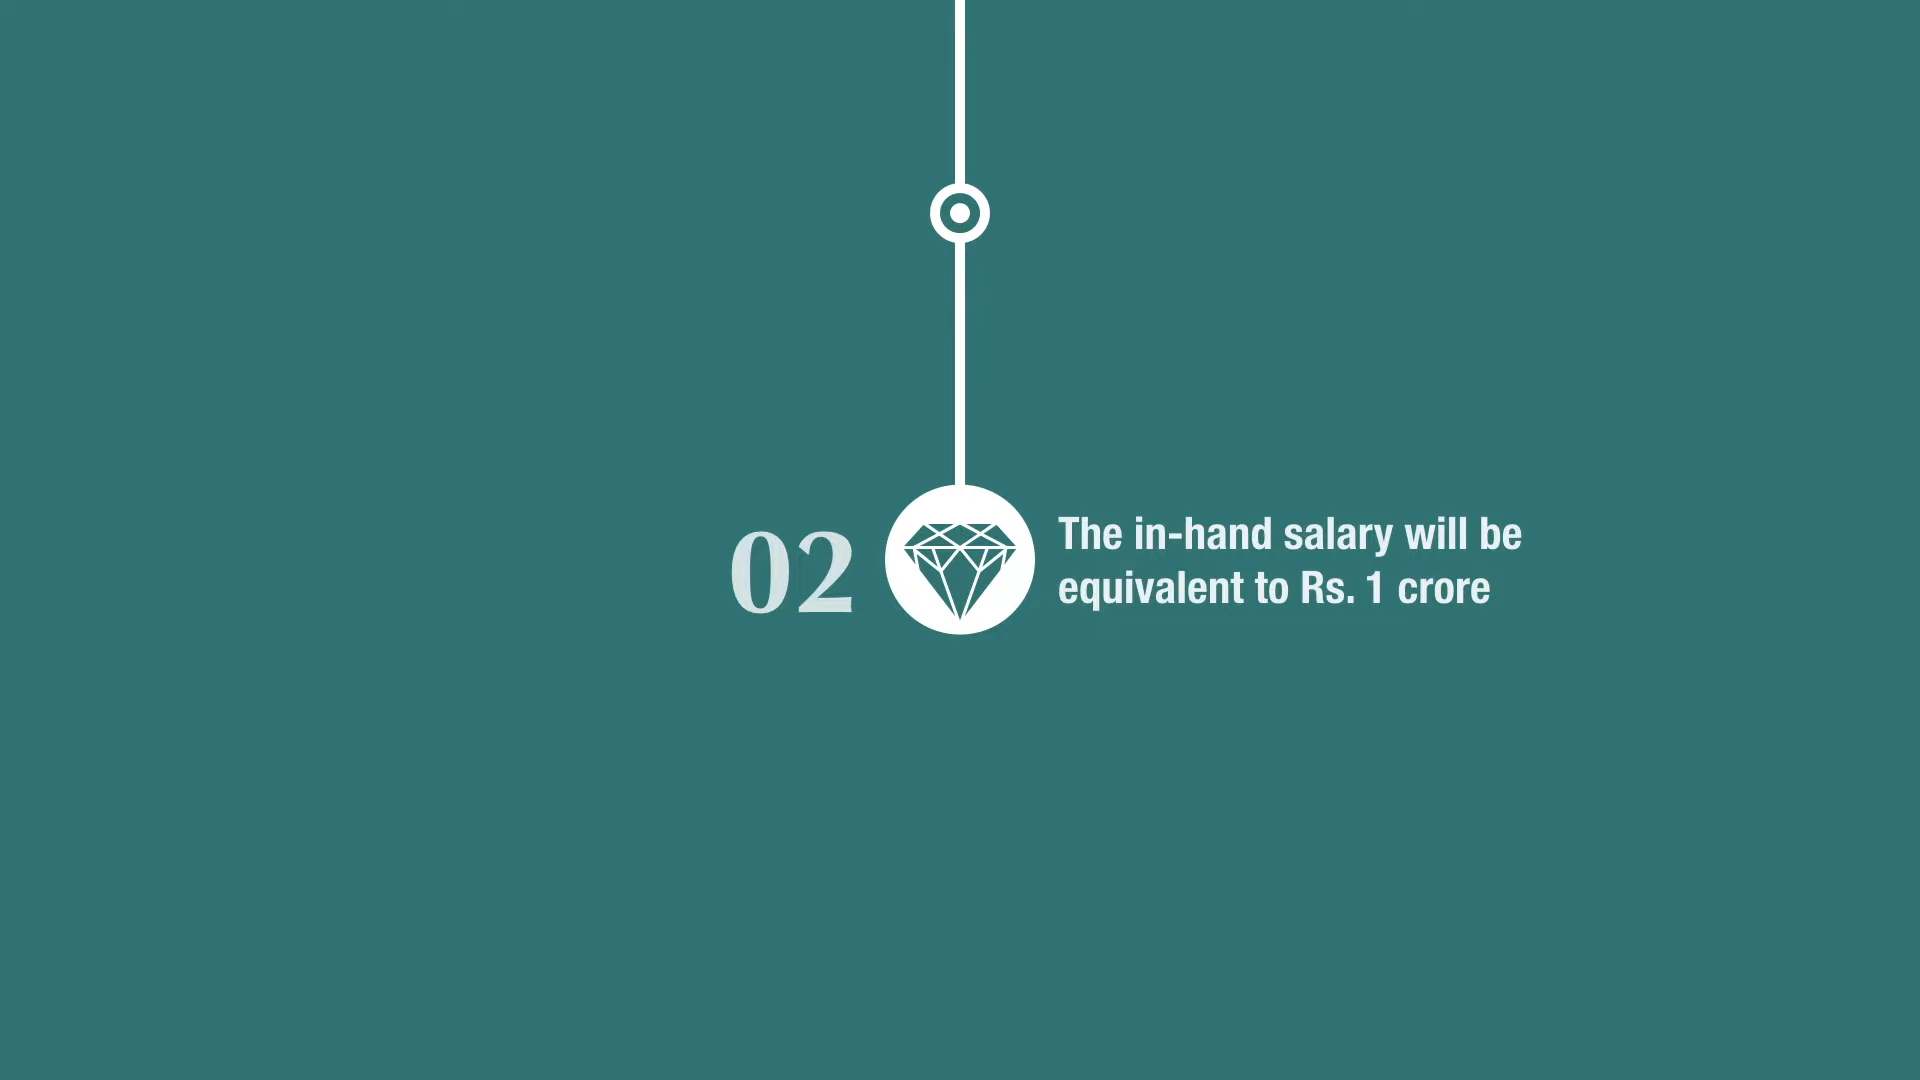 02
The in-hand salary will be
equivalent to Rs. 1 crore